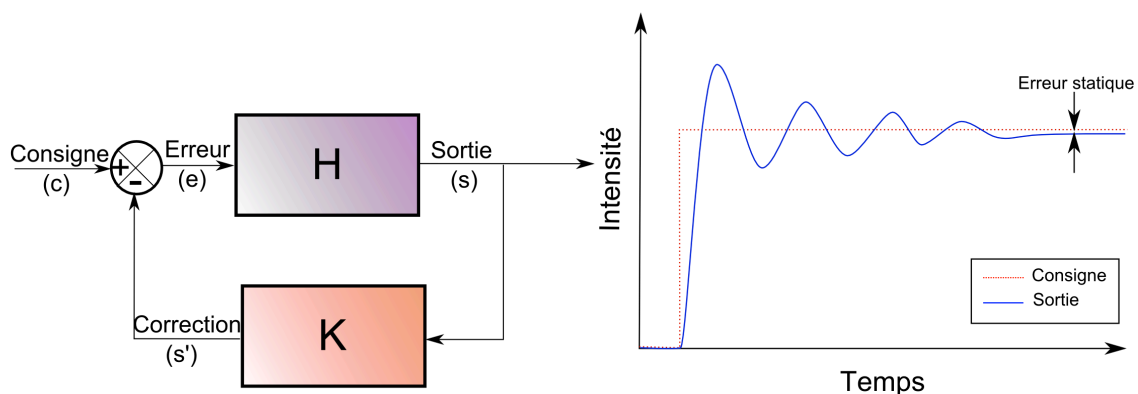 Consigne
(c)
+
-
Erreur
(e)
H
Sortie
(s)
Correction
(s')
K
Intensité
Erreur statique
Consigne
Sortie
Temps